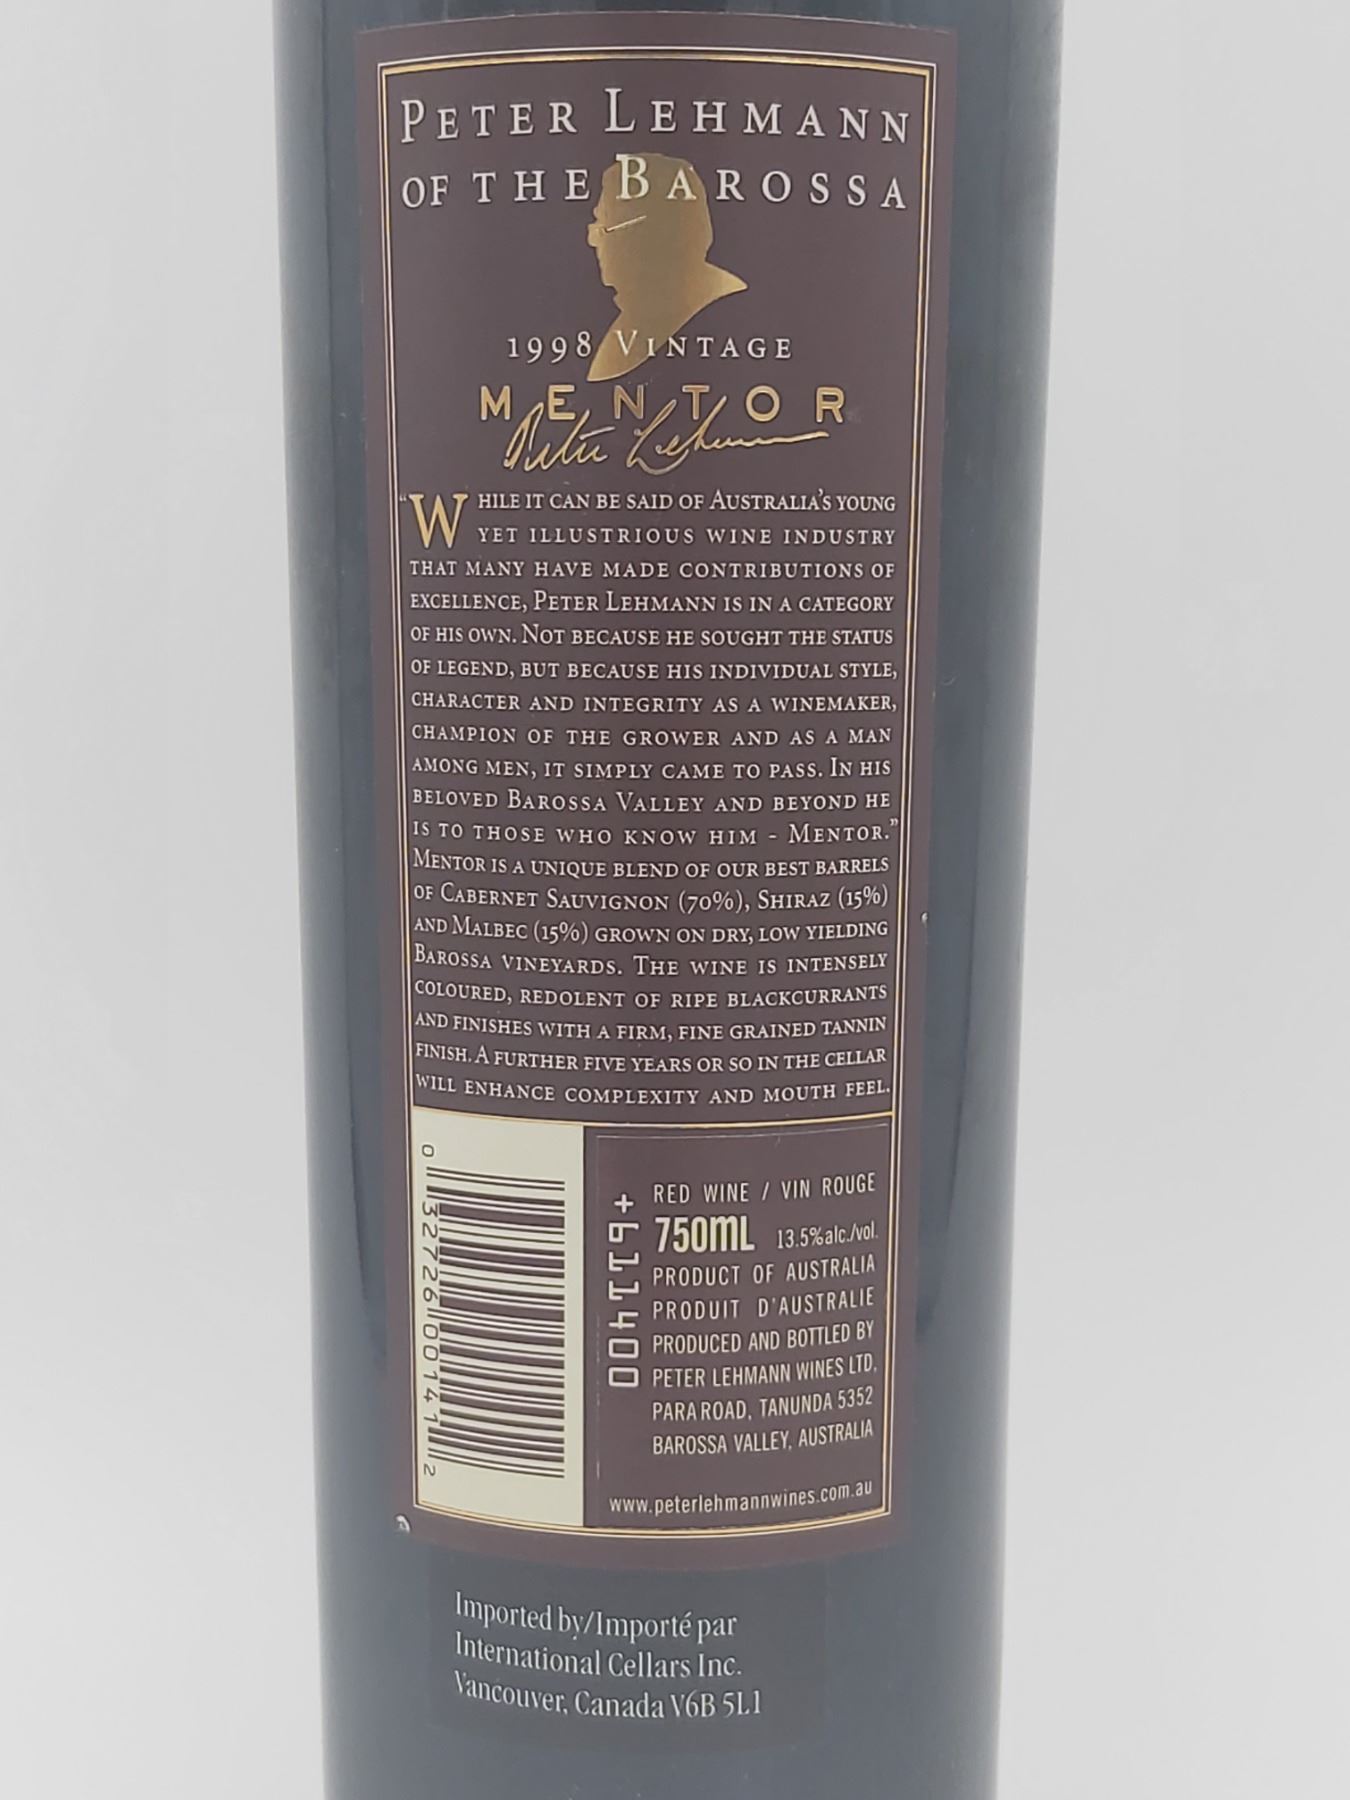 PETER LEHMANN
OF THE BAROSSA
1998 VINTAGE
MENTOR
Peter Lehmann
"WHILE IT CAN BE SAID OF AUSTRALIA'S YOUNG
YET ILLUSTRIOUS WINE INDUSTRY
THAT MANY HAVE MADE CONTRIBUTIONS OF
EXCELLENCE, PETER LEHMANN IS IN A CATEGORY
OF HIS OWN. NOT BECAUSE HE SOUGHT THE STATUS
OF LEGEND, BUT BECAUSE HIS INDIVIDUAL STYLE,
CHARACTER AND INTEGRITY AS A WINEMAKER,
CHAMPION OF THE GROWER AND AS A MAN
AMONG MEN, IT SIMPLY CAME TO PASS. IN HIS
BELOVED BAROSSA VALLEY AND BEYOND HE
IS TO THOSE WHO KNOW HIM - MENTOR."
MENTOR IS A UNIQUE BLEND OF OUR BEST BARRELS
OF CABERNET SAUVIGNON (70%), SHIRAZ (15%)
AND MALBEC (15%) GROWN ON DRY, LOW YIELDING
BAROSSA VINEYARDS. THE WINE IS INTENSELY
COLOURED, REDOLENT OF RIPE BLACKCURRANTS
AND FINISHES WITH A FIRM, FINE GRAINED TANNIN
FINISH. A FURTHER FIVE YEARS OR SO IN THE CELLAR
WILL ENHANCE COMPLEXITY AND MOUTH FEEL.
0 32726 00141 2
+611400
RED WINE / VIN ROUGE
750mL 13.5%alc./vol.
PRODUCT OF AUSTRALIA
PRODUIT D'AUSTRALIE
PRODUCED AND BOTTLED BY
PETER LEHMANN WINES LTD,
PARA ROAD, TANUNDA 5352
BAROSSA VALLEY, AUSTRALIA
www.peterlehmannwines.com.au
Imported by/Importé par
International Cellars Inc.
Vancouver, Canada V6B 5L1